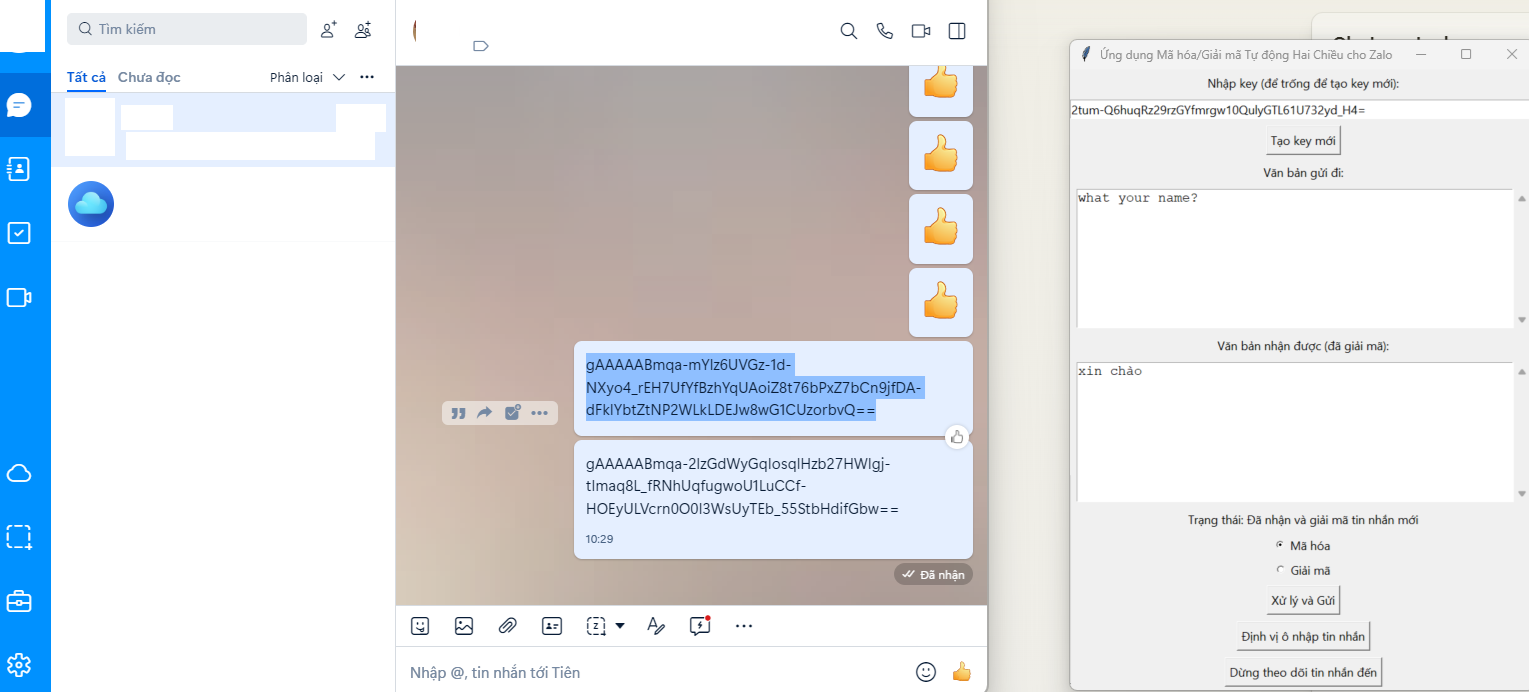 Tìm kiếm
Tất cả
Chưa đọc
Phân loại
gAAAAABmqa-mYlz6UVGz-1d-
NXyo4_rEH7UfYfBzhYqUAoiZ8t76bPxZ7bCn9jfDA-
dFklYbtZtNP2WLkLDEJw8wG1CUzorbvQ==
gAAAAABmqa-2IzGdWyGqlosqlHzb27HWlgj-
tlmaq8L_fRNhUqfugwoU1LuCCf-
HOEyULVcrn0O0I3WsUyTEb_55StbHdifGbw==
10:29
Đã nhận
Nhập @, tin nhắn tới Tiên
Ứng dụng Mã hóa/Giải mã Tự động Hai Chiều cho Zalo
Nhập key (để trống để tạo key mới):
2tum-Q6huqRz29rzGYfmrgw10QulyGTL61U732yd_H4=
Tạo key mới
Văn bản gửi đi:
what your name?
Văn bản nhận được (đã giải mã):
xin chảo
Trạng thái: Đã nhận và giải mã tin nhắn mới
Mã hóa
Giải mã
Xử lý và Gửi
Định vị ô nhập tin nhắn
Dừng theo dõi tin nhắn đến